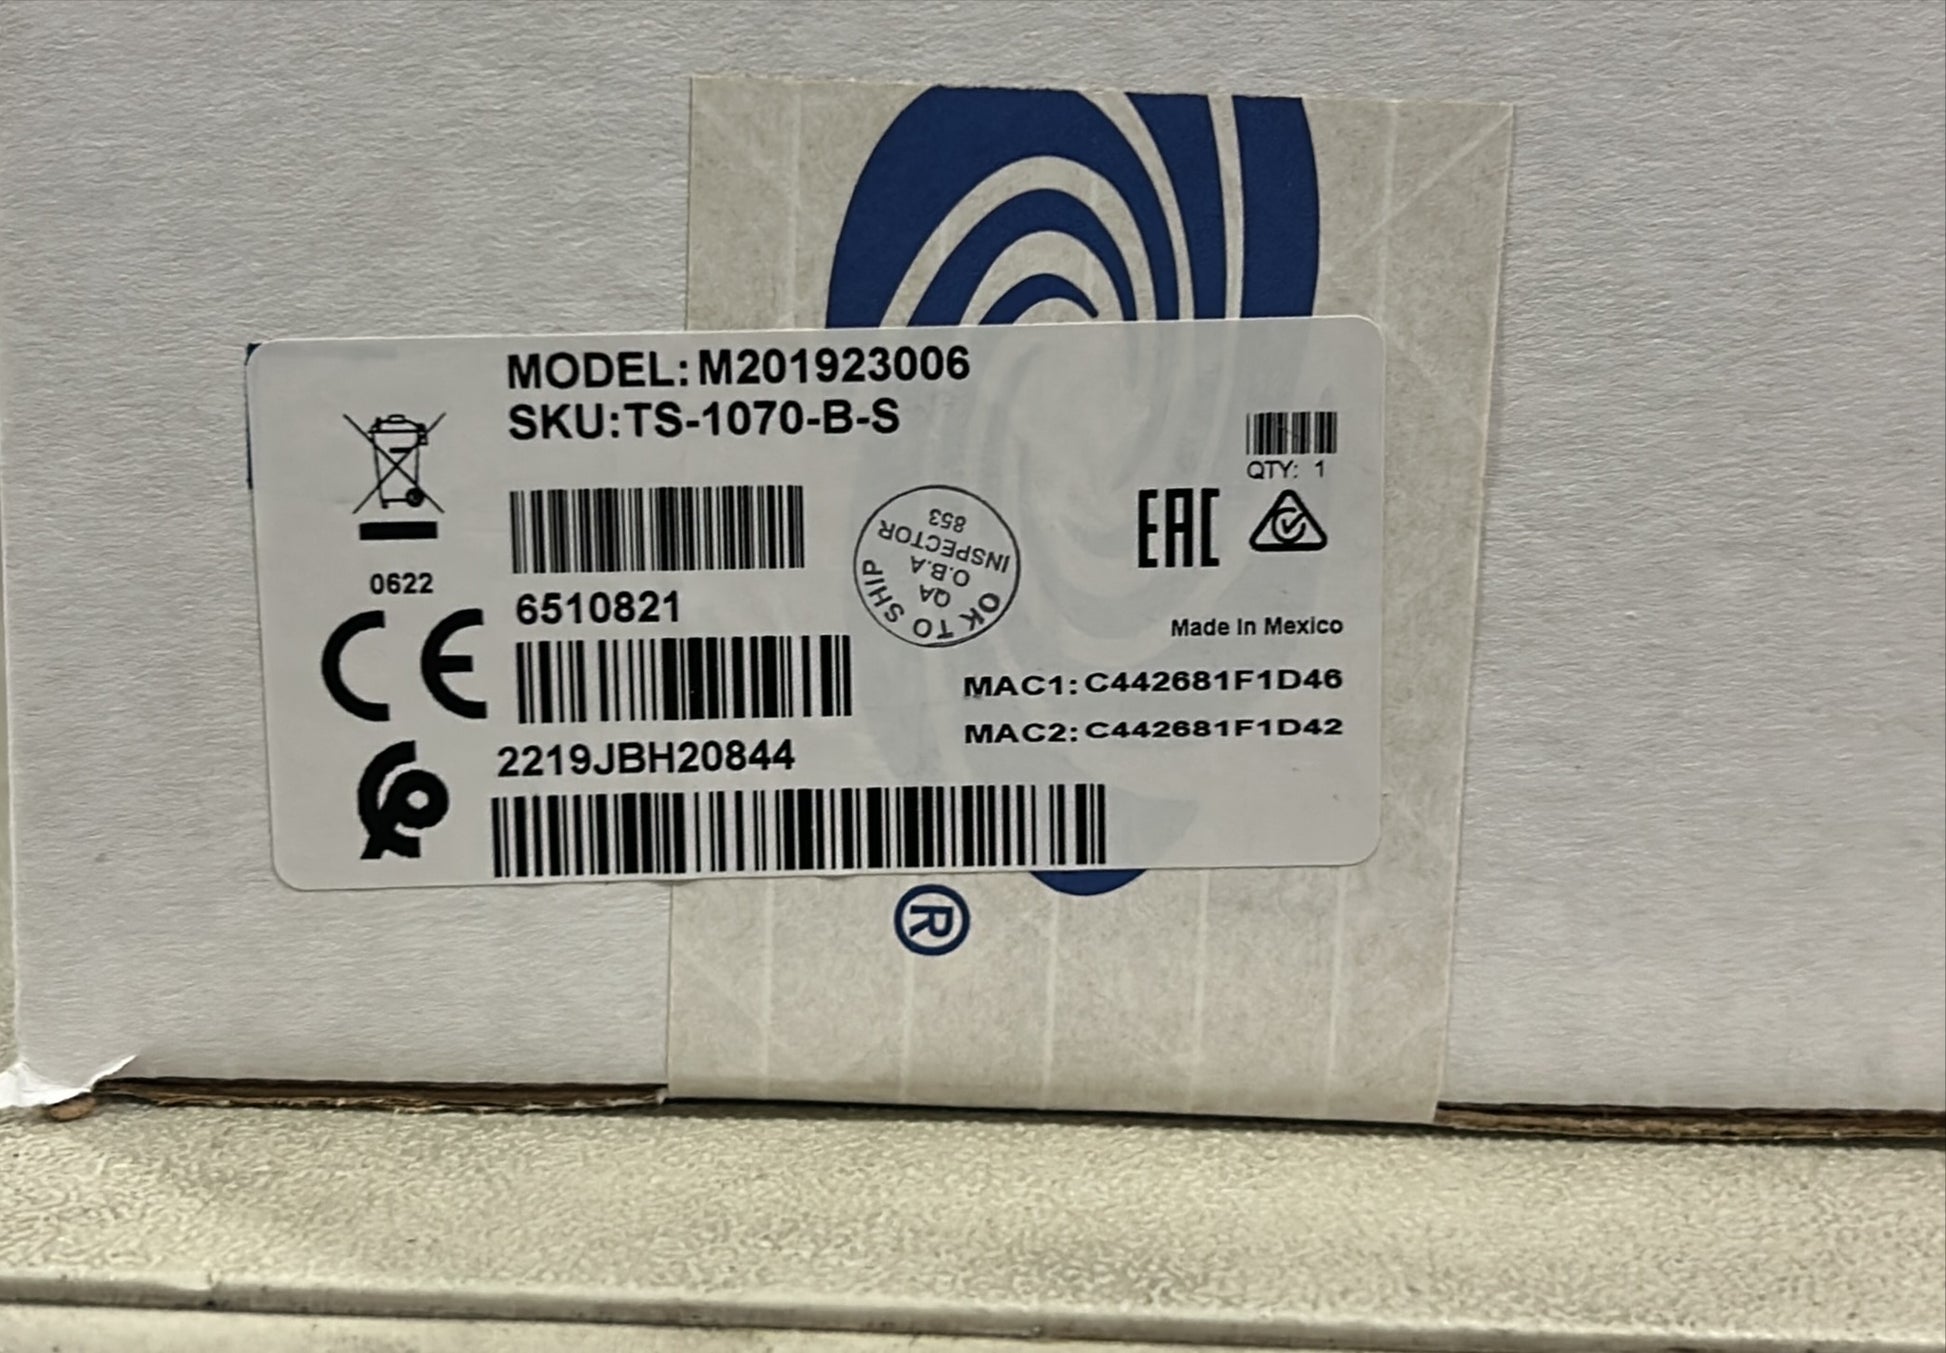 MODEL: M201923006
SKU:TS-1070-B-S
QTY: 1
0622
CE
6510821
853
INSPECTOR
O.B.A
QA
OK TO SHIP
EAC
Made In Mexico
MAC1: C442681F1D46
MAC2: C442681F1D42
2219JBH20844
®